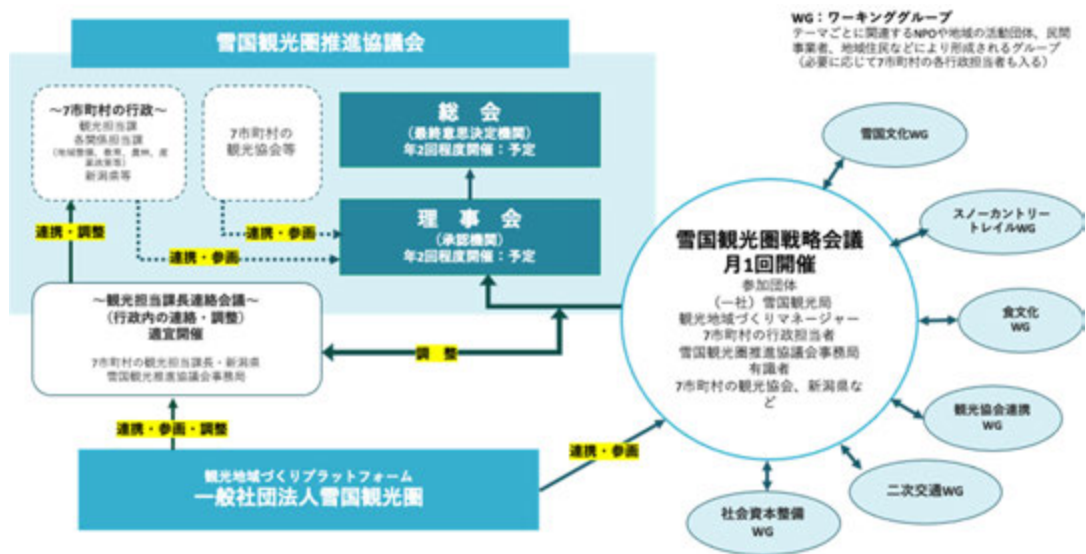 雪国観光圏推進協議会
～7市町村の行政～
観光担当課
各関係担当課
(地域整備、教育、農林、産
業政策等)
新潟県等
7市町村の
観光協会等
総 会
(最終意思決定機関)
年2回程度開催：予定
理 事 会
(承認機関)
年2回程度開催：予定
連携・調整
連携・参画
連携・参画
～観光担当課長連絡会議～
(行政内の連絡・調整)
適宜開催
7市町村の観光担当課長・新潟県
雪国観光推進協議会事務局
調 整
連携・参画・調整
連携・参画
観光地域づくりプラットフォーム
一般社団法人雪国観光圏
WG：ワーキンググループ
テーマごとに関連するNPOや地域の活動団体、民間
事業者、地域住民などにより形成されるグループ
(必要に応じて7市町村の各行政担当者も入る)
雪国観光圏戦略会議
月1回開催
参加団体
(一社)雪国観光局
観光地域づくりマネージャー
7市町村の行政担当者
雪国観光圏推進協議会事務局
有識者
7市町村の観光協会、新潟県な
ど
雪国文化WG
スノーカントリー
トレイルWG
食文化
WG
観光協会連携
WG
二次交通WG
社会資本整備
WG